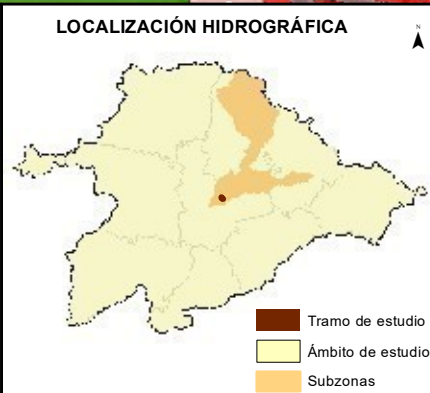 LOCALIZACIÓN HIDROGRÁFICA
N
Tramo de estudio
Ámbito de estudio
Subzonas